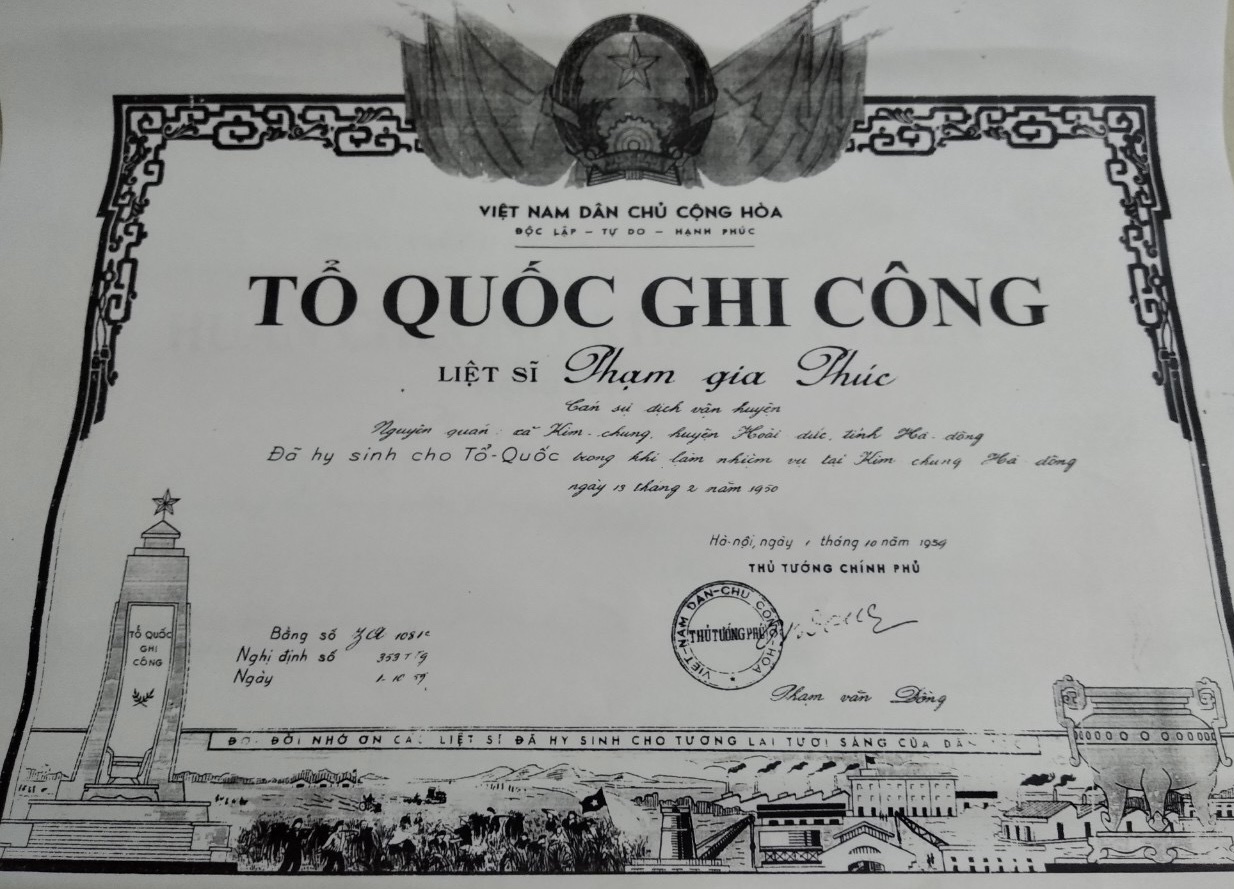 VIỆT NAM DÂN CHỦ CỘNG HÒA
ĐỘC LẬP – TỰ DO – HẠNH PHÚC
TỔ QUỐC GHI CÔNG
LIỆT SĨ Phạm gia Phúc
Cán sự địch vận huyện
Nguyên quán: xã Kim-chung, huyện Hoài đức, tỉnh Hà-đông
Đã hy sinh cho Tổ-Quốc trong khi làm nhiệm vụ tại Kim chung Hà đông
ngày 13 tháng 2 năm 1950
Hà-nội, ngày 1 tháng 10 năm 1959
THỦ TƯỚNG CHÍNH PHỦ
VIỆT-NAM DÂN-CHỦ CỘNG-HÒA
THỦ TƯỚNG PHỦ
Bằng số 1081c
Nghị định số 353 TTg
Ngày 1-10-59
Phạm văn Đồng
TỔ QUỐC
GHI
CÔNG
ĐỜI NHỚ ƠN LIỆT SĨ ĐÃ HY SINH CHO TƯƠNG LAI TƯƠI SÁNG CỦA